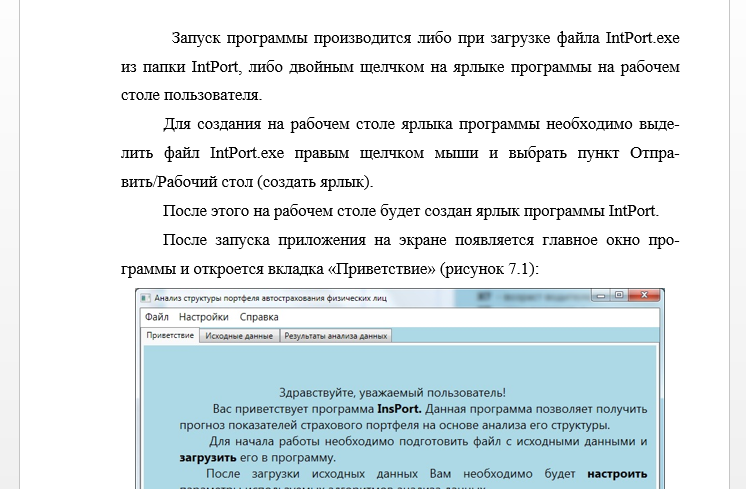 Запуск программы производится либо при загрузке файла IntPort.exe
из папки IntPort, либо двойным щелчком на ярлыке программы на рабочем
столе пользователя.
Для создания на рабочем столе ярлыка программы необходимо выде-
лить файл IntPort.exe правым щелчком мыши и выбрать пункт Отпра-
вить/Рабочий стол (создать ярлык).
После этого на рабочем столе будет создан ярлык программы IntPort.
После запуска приложения на экране появляется главное окно про-
граммы и откроется вкладка «Приветствие» (рисунок 7.1):
Анализ структуры портфеля автострахования физических лиц
Файл Настройки Справка
Приветствие Исходные данные Результаты анализа данных
Здравствуйте, уважаемый пользователь!
Вас приветствует программа InsPort. Данная программа позволяет получить
прогноз показателей страхового портфеля на основе анализа его структуры.
Для начала работы необходимо подготовить файл с исходными данными и
загрузить его в программу.
После загрузки исходных данных Вам необходимо будет настроить